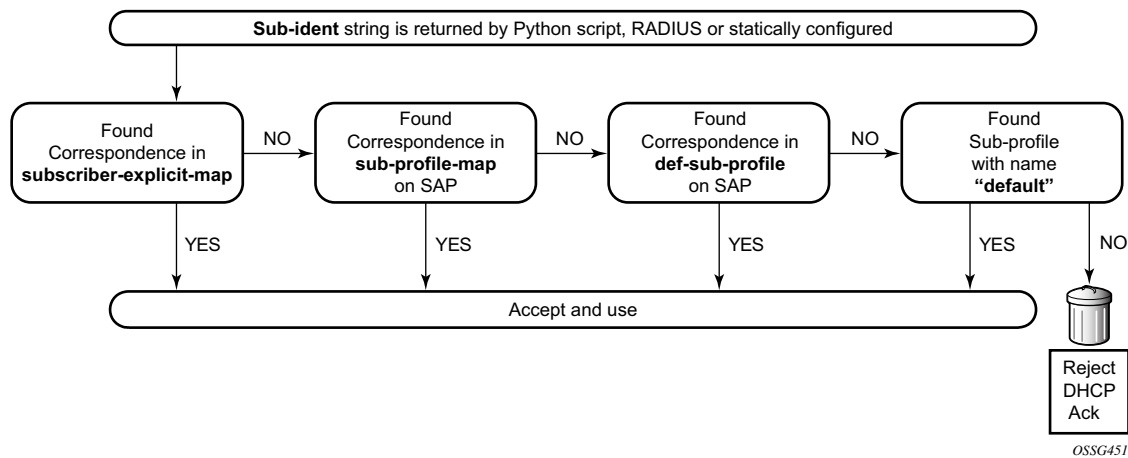 Sub-ident string is returned by Python script, RADIUS or statically configured
Found
Correspondence in
subscriber-explicit-map
NO
Found
Correspondence in
sub-profile-map
on SAP
NO
Found
Correspondence in
def-sub-profile
on SAP
NO
Found
Sub-profile
with name
“default”
YES
YES
YES
YES
NO
Accept and use
Reject
DHCP
Ack
OSSG451